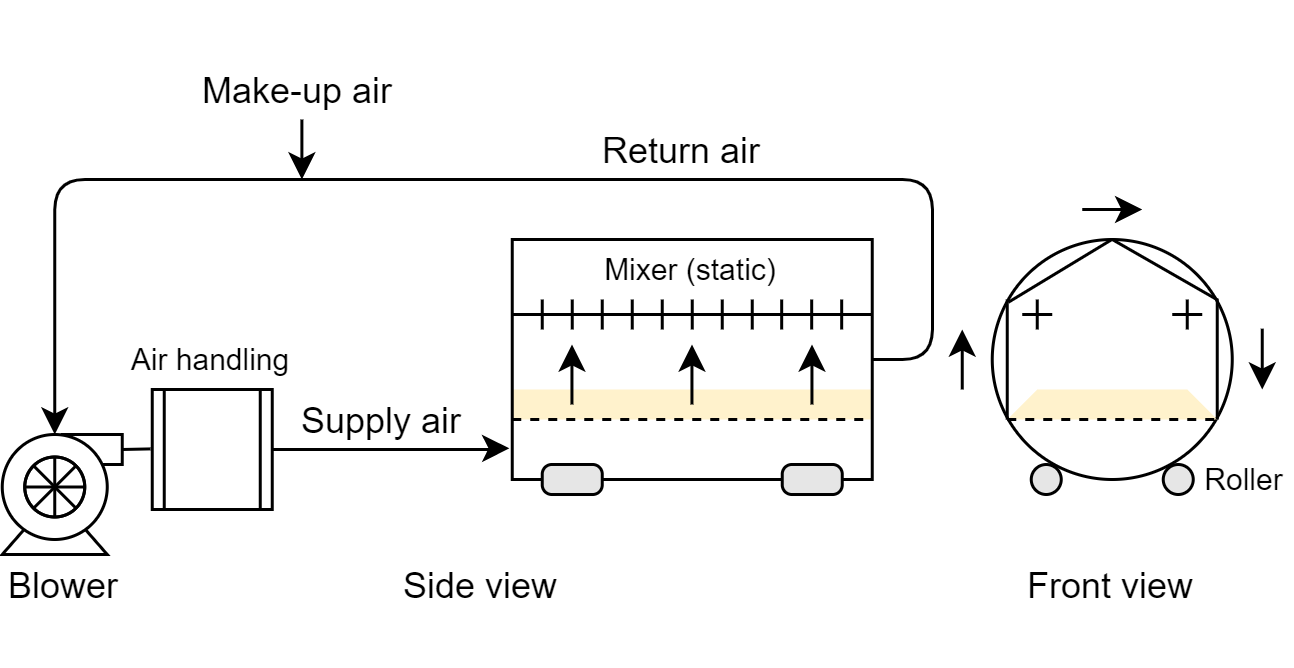 Make-up air
Return air
Mixer (static)
Air handling
Supply air
Roller
Blower
Side view
Front view